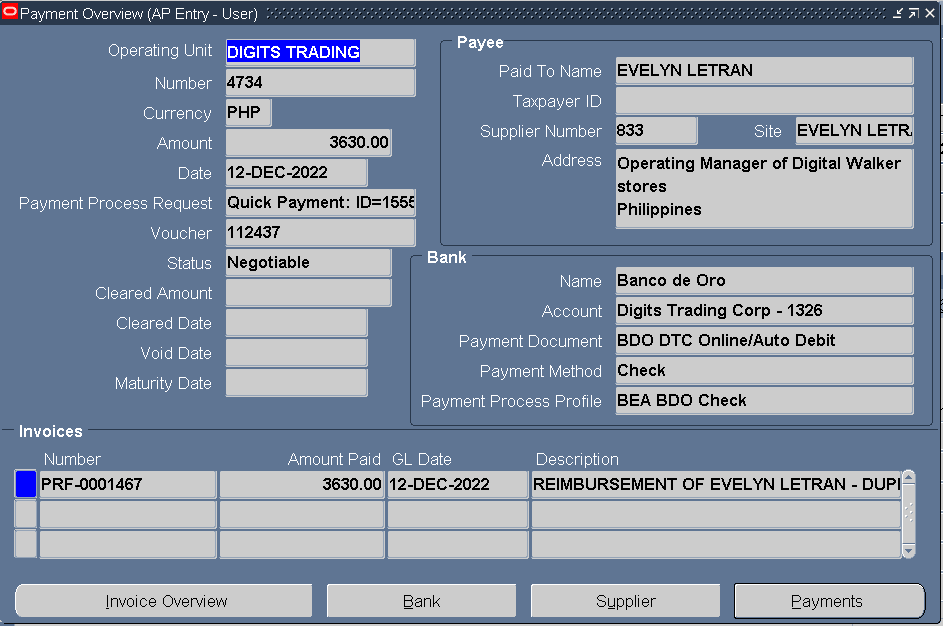 Payment Overview (AP Entry - User)
Operating Unit DIGITS TRADING
Number 4734
Currency PHP
Amount 3630.00
Date 12-DEC-2022
Payment Process Request Quick Payment: ID=1555
Voucher 112437
Status Negotiable
Cleared Amount
Cleared Date
Void Date
Maturity Date
Payee
Paid To Name EVELYN LETRAN
Taxpayer ID
Supplier Number 833 Site EVELYN LETRA
Address Operating Manager of Digital Walker
stores
Philippines
Bank
Name Banco de Oro
Account Digits Trading Corp - 1326
Payment Document BDO DTC Online/Auto Debit
Payment Method Check
Payment Process Profile BEA BDO Check
Invoices
Number Amount Paid GL Date Description
PRF-0001467 3630.00 12-DEC-2022 REIMBURSEMENT OF EVELYN LETRAN - DUPL
Invoice Overview Bank Supplier Payments